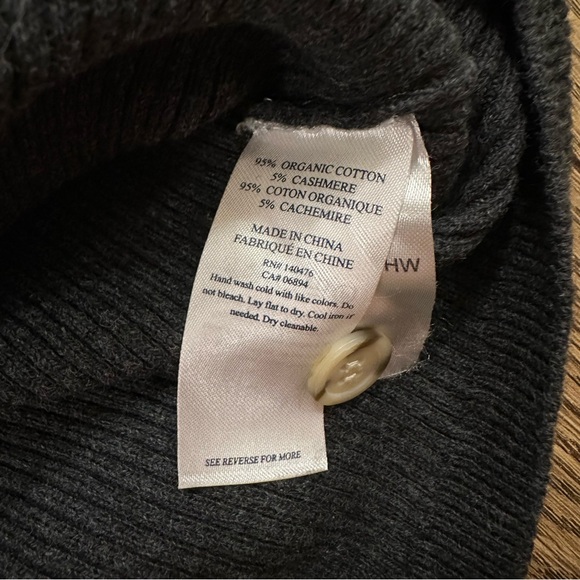 95% ORGANIC COTTON
5% CASHMERE
95% COTON ORGANIQUE
5% CACHEMIRE
MADE IN CHINA
FABRIQUÉ EN CHINE
RN# 140476
CA# 06894
Hand wash cold with like colors. Do
not bleach. Lay flat to dry. Cool iron if
needed. Dry cleanable.
HW
SEE REVERSE FOR MORE